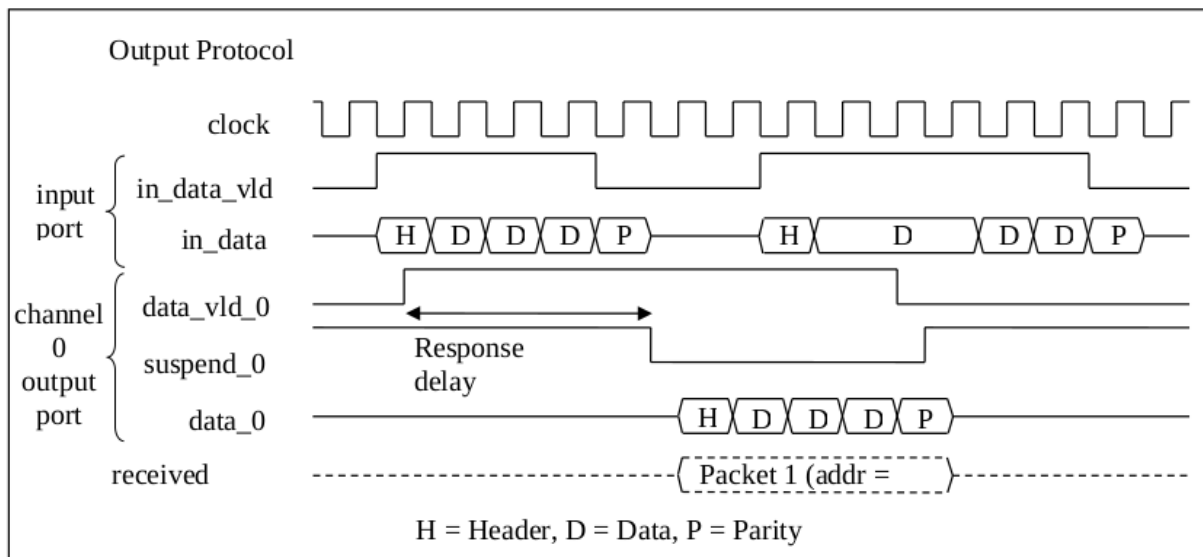 Output Protocol
clock
input
port
in_data_vld
in_data
H D D D P H D D D P
channel
0
output
port
data_vld_0
Response
delay
suspend_0
data_0
H D D D P
received
Packet 1 (addr =
H = Header, D = Data, P = Parity